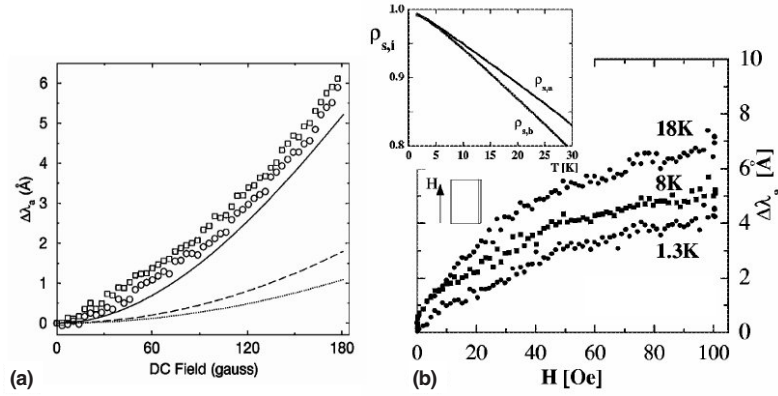 6
5
4
3
2
1
0
Δλa (Å)
0 60 120 180
DC Field (gauss)
(a)
ρs,i
1.0
0.9
0.8
ρs,a
ρs,b
0 5 10 15 20 25 30
T [K]
H
18K
8K
1.3K
10
8
6
4
2
0
Δλa [Å]
0 20 40 60 80 100
H [Oe]
(b)